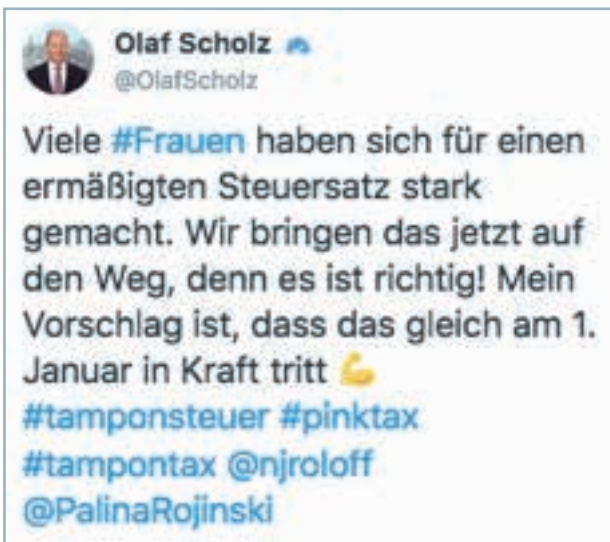 Olaf Scholz
@OlafScholz
Viele #Frauen haben sich für einen
ermäßigten Steuersatz stark
gemacht. Wir bringen das jetzt auf
den Weg, denn es ist richtig! Mein
Vorschlag ist, dass das gleich am 1.
Januar in Kraft tritt 💪
#tamponsteuer #pinktax
#tampontax @njroloff
@PalinaRojinski